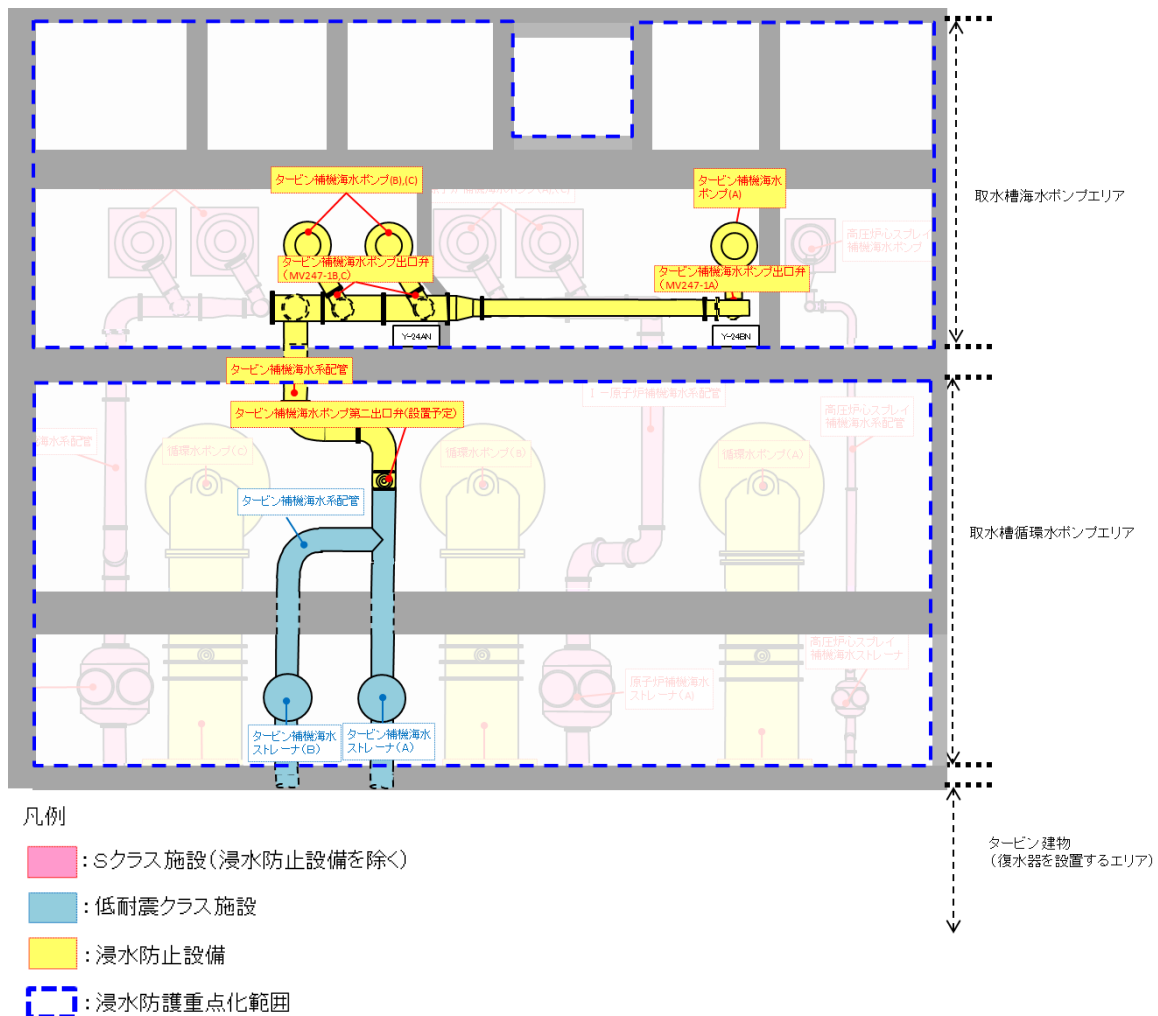 タービン補機海水ポンプ(B),(C)
タービン補機海水
ポンプ(A)
取水槽海水ポンプエリア
高圧炉心スプレイ
補機海水ポンプ
タービン補機海水ポンプ出口弁
(MV247-1B,C)
タービン補機海水ポンプ出口弁
(MV247-1A)
Y-24AN
Y-24BN
タービン補機海水系配管
Ⅰ－原子炉補機海水系配管
タービン補機海水ポンプ第二出口弁(設置予定)
高圧炉心スプレイ
補機海水系配管
海水系配管
循環水ポンプ(C)
循環水ポンプ(B)
循環水ポンプ(A)
タービン補機海水系配管
取水槽循環水ポンプエリア
高圧炉心スプレイ
補機海水ストレーナ
原子炉補機海水
ストレーナ(A)
タービン補機海水
ストレーナ(B)
タービン補機海水
ストレーナ(A)
タービン建物
(復水器を設置するエリア)
凡例
：Sクラス施設(浸水防止設備を除く)
：低耐震クラス施設
：浸水防止設備
：浸水防護重点化範囲